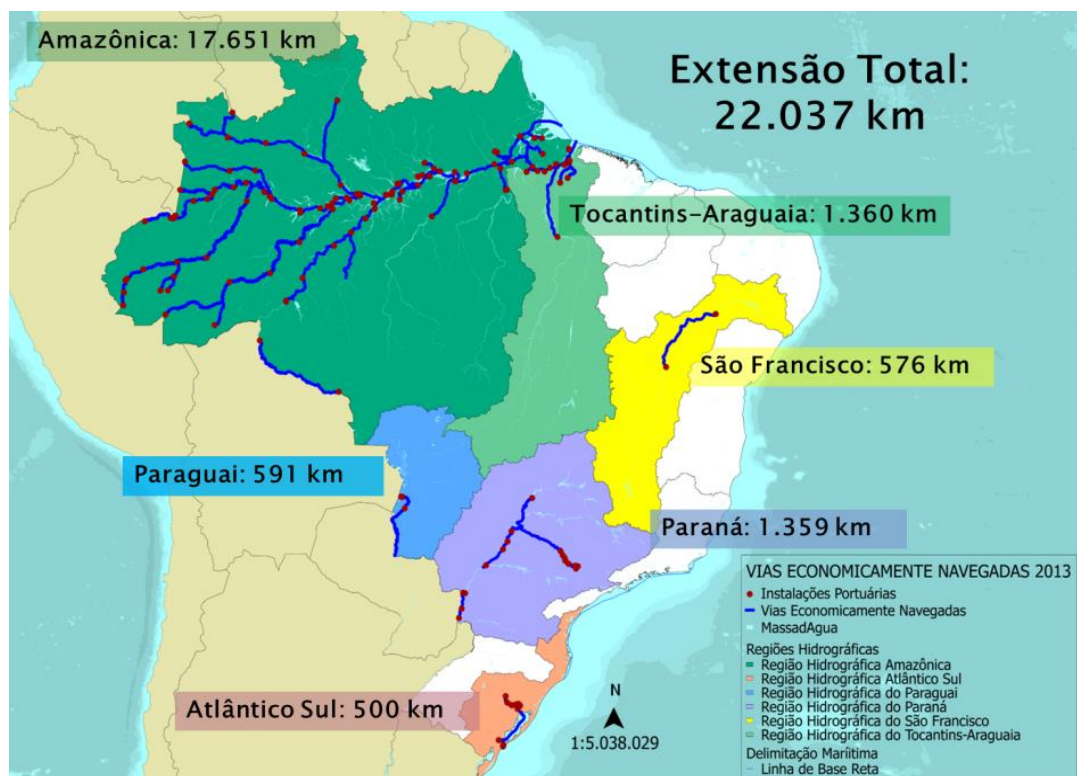 Amazônica: 17.651 km
Extensão Total:
22.037 km
Tocantins-Araguaia: 1.360 km
São Francisco: 576 km
Paraguai: 591 km
Paraná: 1.359 km
Atlântico Sul: 500 km
N
1:5.038.029
VIAS ECONOMICAMENTE NAVEGADAS 2013
Instalações Portuárias
Vias Economicamente Navegadas
MassadAgua
Regiões Hidrográficas
Região Hidrográfica Amazônica
Região Hidrográfica Atlântico Sul
Região Hidrográfica do Paraguai
Região Hidrográfica do Paraná
Região Hidrográfica do São Francisco
Região Hidrográfica do Tocantins-Araguaia
Delimitação Maríitima
Linha de Base Reta